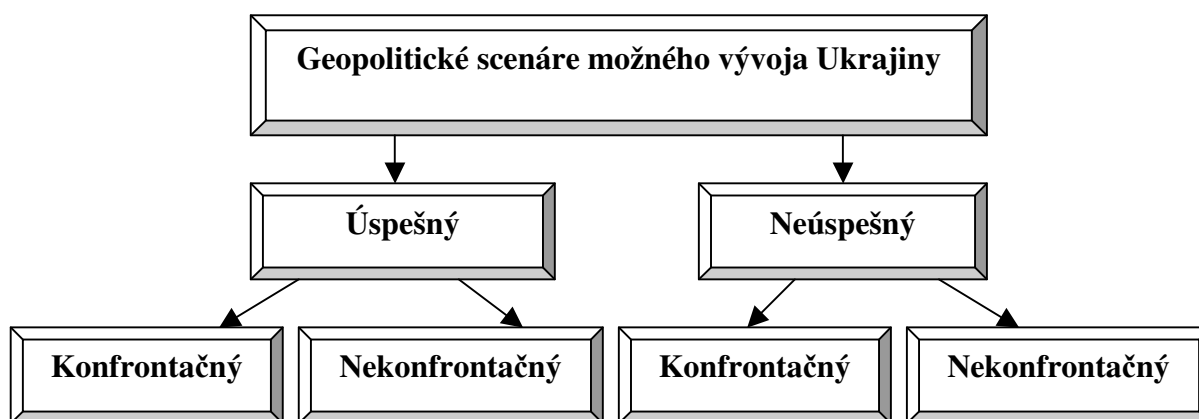 Geopolitické scenáre možného vývoja Ukrajiny
Úspešný
Neúspešný
Konfrontačný
Nekonfrontačný
Konfrontačný
Nekonfrontačný